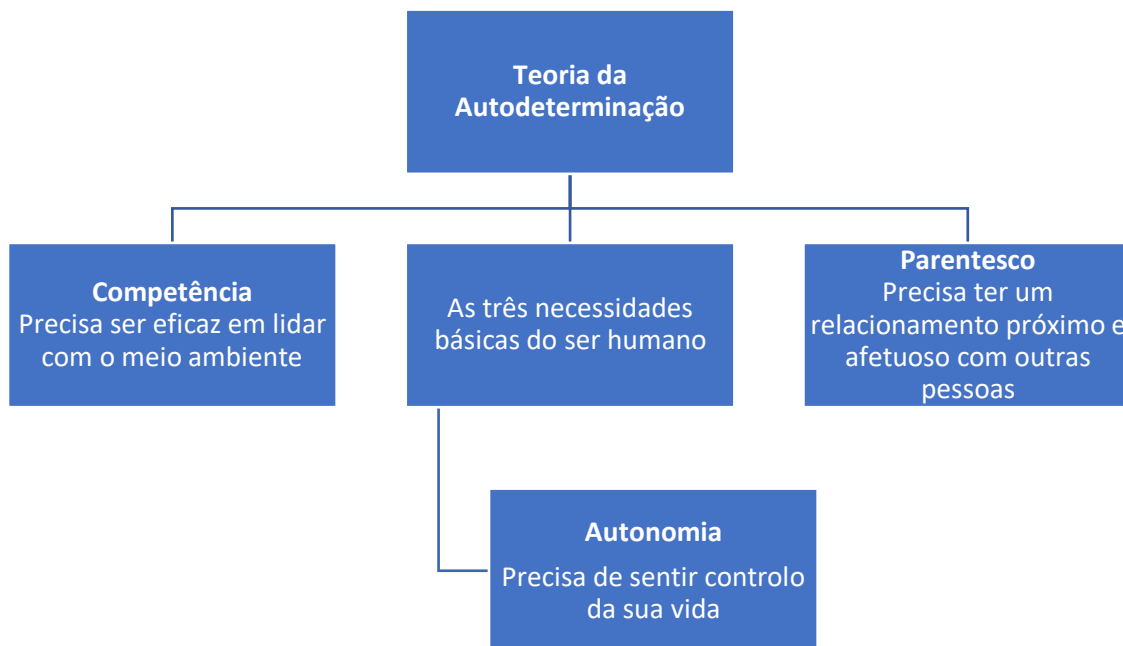 Teoria da
Autodeterminação
Competência
Precisa ser eficaz em lidar
com o meio ambiente
As três necessidades
básicas do ser humano
Parentesco
Precisa ter um
relacionamento próximo e
afetuoso com outras
pessoas
Autonomia
Precisa de sentir controlo
da sua vida